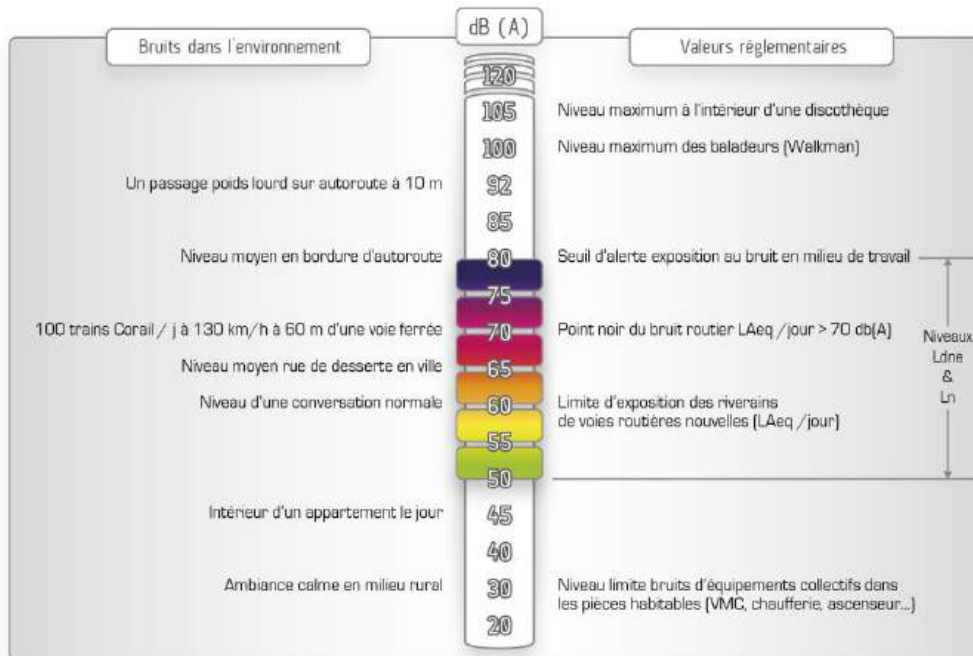 dB (A)
Bruits dans l'environnement
Valeurs réglementaires
120
105
Niveau maximum à l'intérieur d'une discothèque
100
Niveau maximum des baladeurs (Walkman)
Un passage poids lourd sur autoroute à 10 m
92
85
Niveau moyen en bordure d'autoroute
80
Seuil d'alerte exposition au bruit en milieu de travail
75
100 trains Corail / j à 130 km/h à 60 m d'une voie ferrée
70
Point noir du bruit routier LAeq /jour > 70 db(A)
Niveau moyen rue de desserte en ville
65
Niveau d'une conversation normale
60
Limite d'exposition des riverains
de voies routières nouvelles (LAeq /jour)
55
50
Niveaux
Ldne
&
Ln
Intérieur d'un appartement le jour
45
40
Ambiance calme en milieu rural
30
Niveau limite bruits d'équipements collectifs dans
les pièces habitables (VMC, chaufferie, ascenseur...)
20